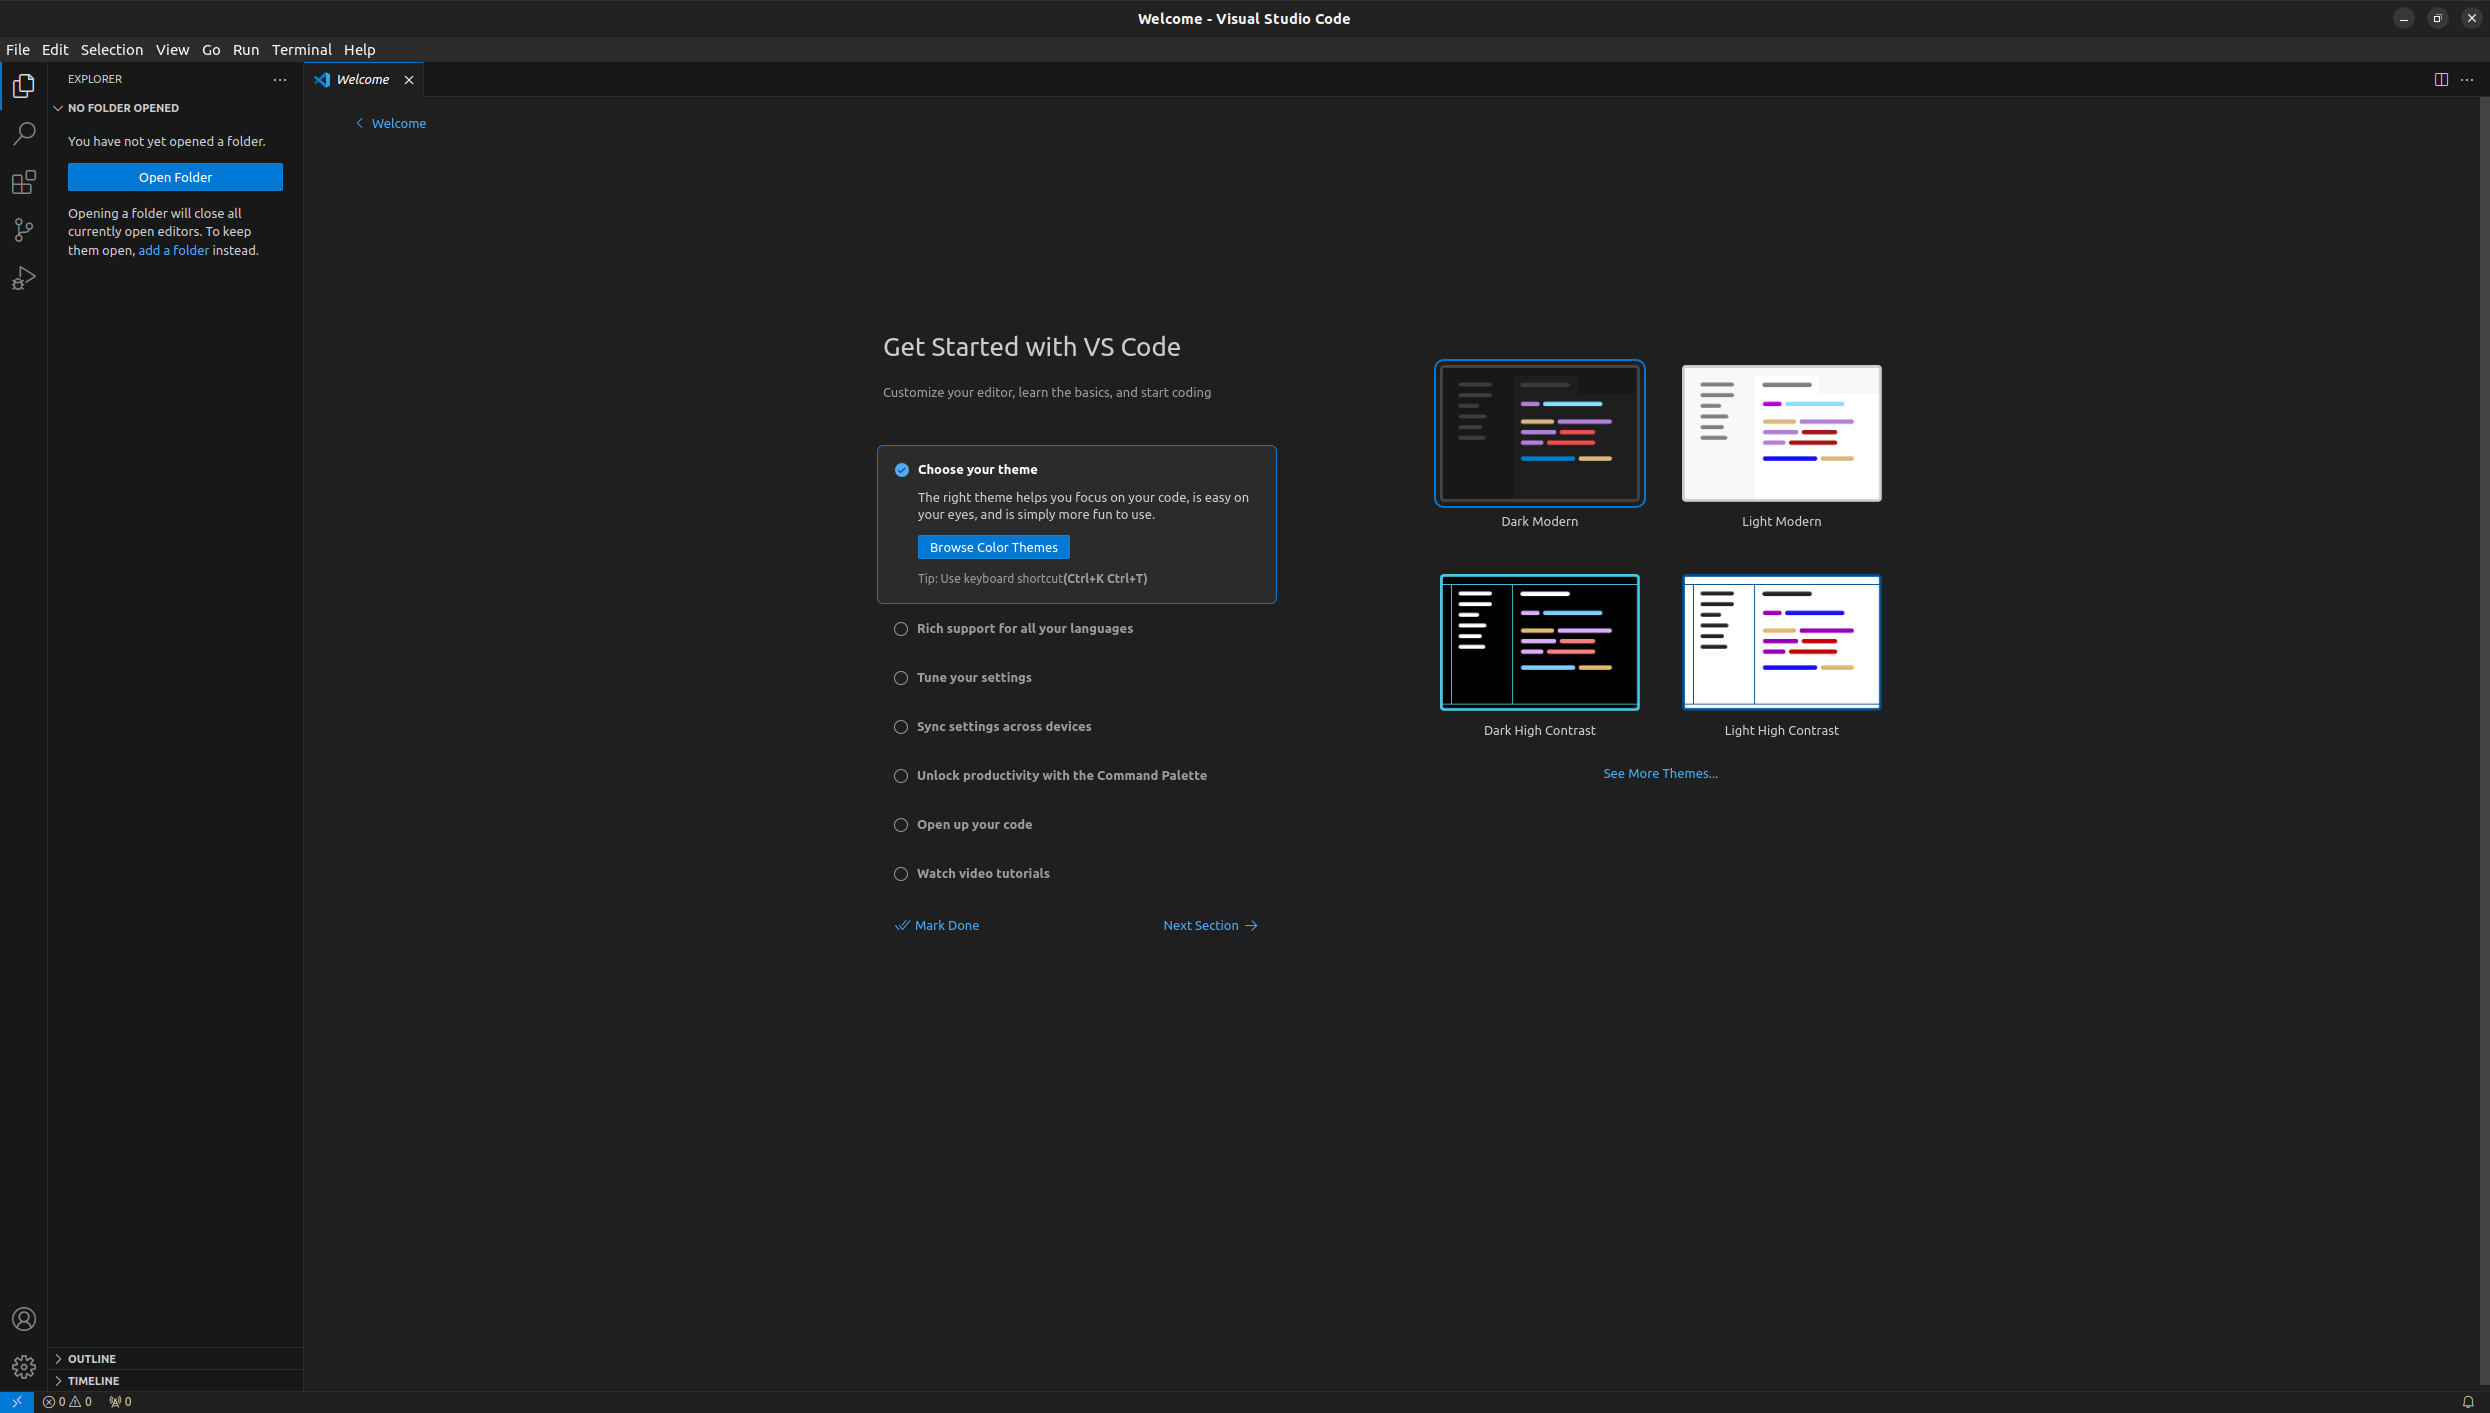 Welcome - Visual Studio Code
File Edit Selection View Go Run Terminal Help
EXPLORER
Welcome
NO FOLDER OPENED
Welcome
You have not yet opened a folder.
Open Folder
Opening a folder will close all
currently open editors. To keep
them open, add a folder instead.
Get Started with VS Code
Customize your editor, learn the basics, and start coding
Choose your theme
The right theme helps you focus on your code, is easy on
your eyes, and is simply more fun to use.
Browse Color Themes
Tip: Use keyboard shortcut(Ctrl+K Ctrl+T)
Rich support for all your languages
Tune your settings
Sync settings across devices
Unlock productivity with the Command Palette
Open up your code
Watch video tutorials
Mark Done
Next Section
Dark Modern
Light Modern
Dark High Contrast
Light High Contrast
See More Themes...
OUTLINE
TIMELINE
0 0 0